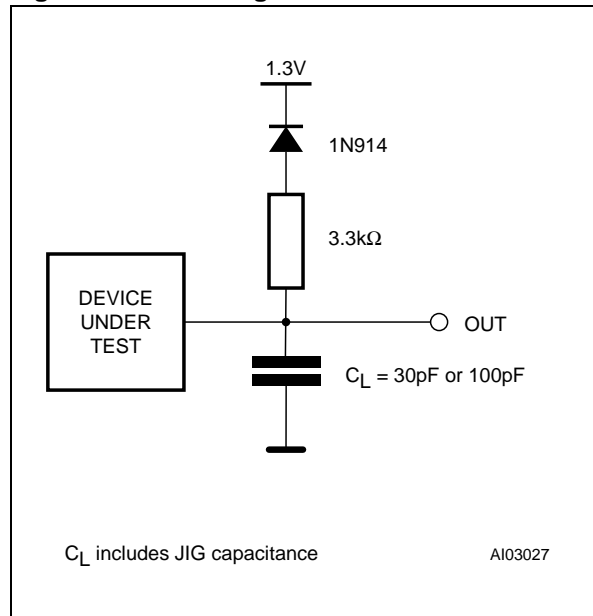 1.3V
1N914
3.3kΩ
DEVICE
UNDER
TEST
OUT
CL = 30pF or 100pF
CL includes JIG capacitance
AI03027